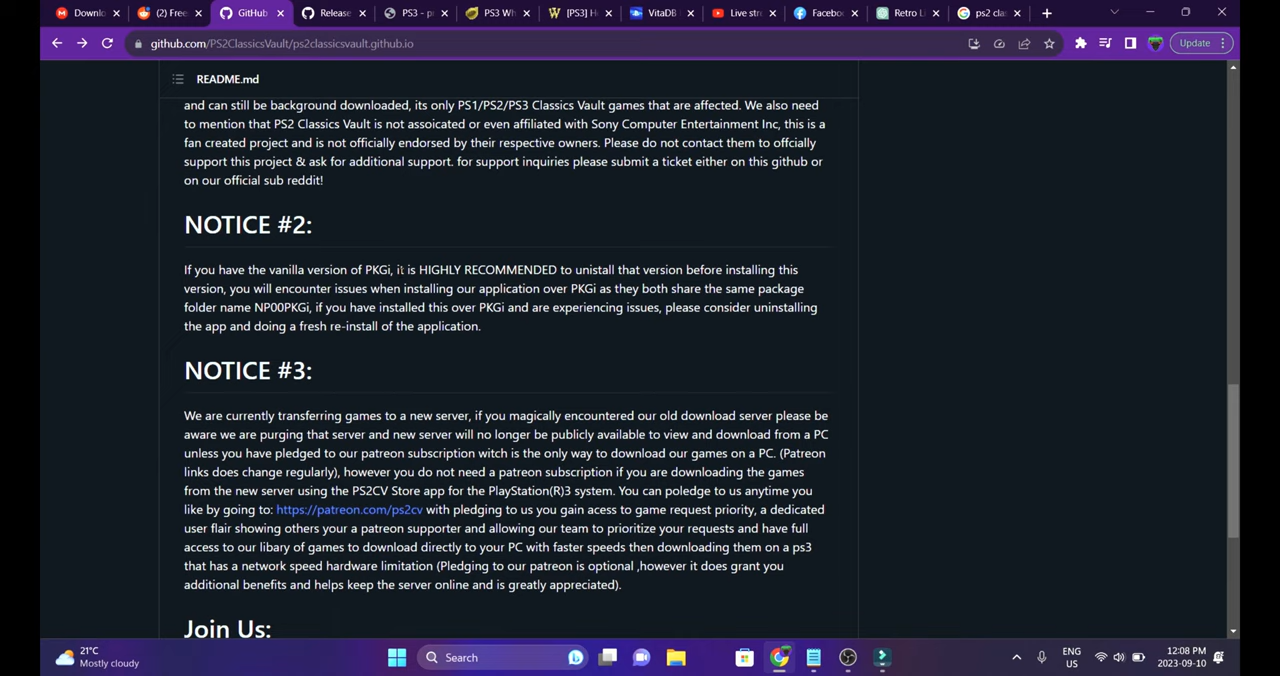 Downlo
(2) Free
GitHub
Release
PS3 - p
PS3 Wh
[PS3] H
VitaDB
Live str
Faceboo
Retro Li
ps2 clas
github.com/PS2ClassicsVault/ps2classicsvault.github.io
Update
README.md
and can still be background downloaded, its only PS1/PS2/PS3 Classics Vault games that are affected. We also need
to mention that PS2 Classics Vault is not assoicated or even affiliated with Sony Computer Entertainment Inc, this is a
fan created project and is not officially endorsed by their respective owners. Please do not contact them to offcially
support this project & ask for additional support. for support inquiries please submit a ticket either on this github or
on our official sub reddit!
NOTICE #2:
If you have the vanilla version of PKGi, it is HIGHLY RECOMMENDED to unistall that version before installing this
version, you will encounter issues when installing our application over PKGi as they both share the same package
folder name NP00PKGi, if you have installed this over PKGi and are experiencing issues, please consider uninstalling
the app and doing a fresh re-install of the application.
NOTICE #3:
We are currently transferring games to a new server, if you magically encountered our old download server please be
aware we are purging that server and new server will no longer be publicly available to view and download from a PC
unless you have pledged to our patreon subscription witch is the only way to download our games on a PC. (Patreon
links does change regularly), however you do not need a patreon subscription if you are downloading the games
from the new server using the PS2CV Store app for the PlayStation(R)3 system. You can poledge to us anytime you
like by going to: https://patreon.com/ps2cv with pledging to us you gain acess to game request priority, a dedicated
user flair showing others your a patreon supporter and allowing our team to prioritize your requests and have full
access to our libary of games to download directly to your PC with faster speeds then downloading them on a ps3
that has a network speed hardware limitation (Pledging to our patreon is optional ,however it does grant you
additional benefits and helps keep the server online and is greatly appreciated).
Join Us:
21°C
Mostly cloudy
Search
ENG
US
12:08 PM
2023-09-10